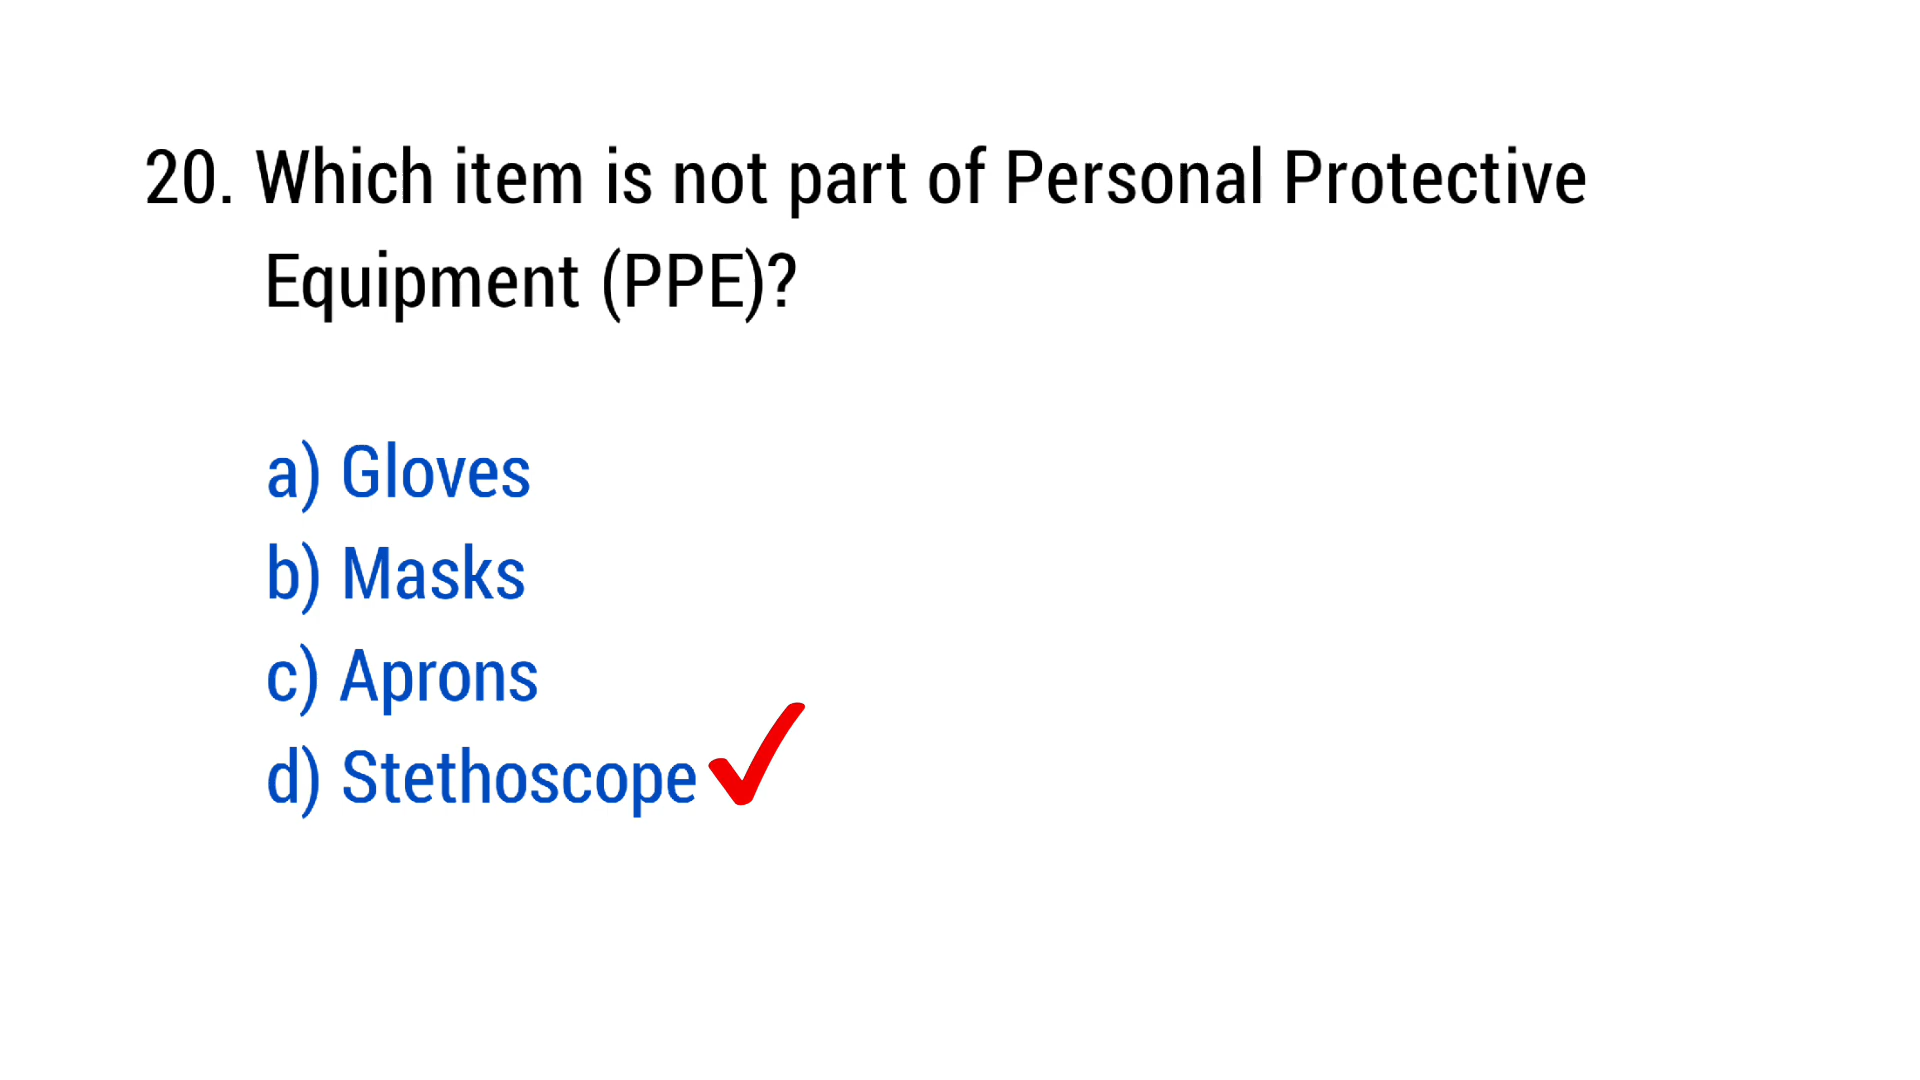 20. Which item is not part of Personal Protective
Equipment (PPE)?
a) Gloves
b) Masks
c) Aprons
d) Stethoscope